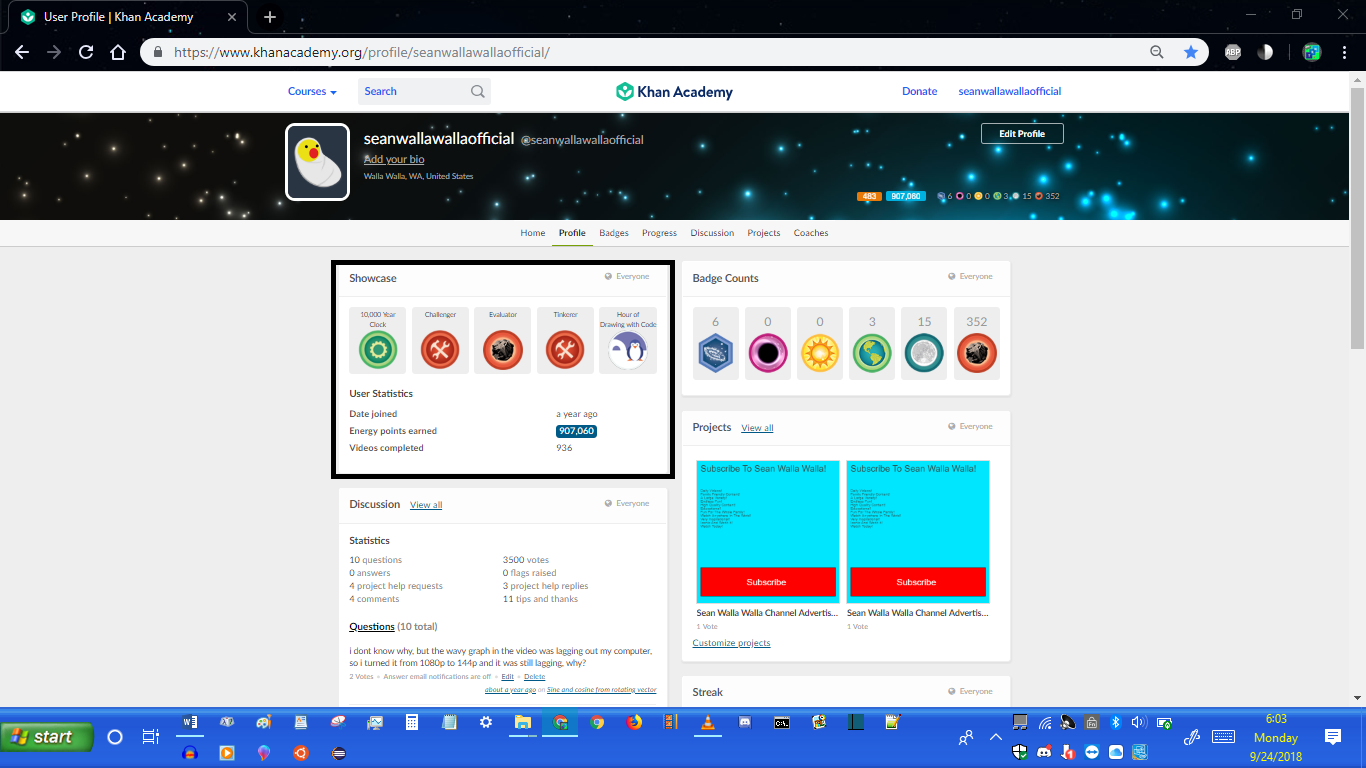 User Profile | Khan Academy
https://www.khanacademy.org/profile/seanwallawallaofficial/
ABP
Courses
Search
Khan Academy
Donate
seanwallawallaofficial
seanwallawallaofficial @seanwallawallaofficial
Edit Profile
Add your bio
Walla Walla, WA, United States
483 907,060 6 0 0 3 15 352
Home Profile Badges Progress Discussion Projects Coaches
Showcase Everyone
10,000 Year Clock
Challenger
Evaluator
Tinkerer
Hour of Drawing with Code
User Statistics
Date joined a year ago
Energy points earned 907,060
Videos completed 936
Badge Counts Everyone
6 0 0 3 15 352
Projects View all Everyone
Subscribe To Sean Walla Walla!
Subscribe
Sean Walla Walla Channel Advertis...
1 Vote
Subscribe To Sean Walla Walla!
Subscribe
Sean Walla Walla Channel Advertis...
1 Vote
Customize projects
Discussion View all Everyone
Statistics
10 questions 3500 votes
0 answers 0 flags raised
4 project help requests 3 project help replies
4 comments 11 tips and thanks
Questions (10 total)
i dont know why, but the wavy graph in the video was lagging out my computer,
so i turned it from 1080p to 144p and it was still lagging, why?
2 Votes • Answer email notifications are off • Edit • Delete
about a year ago on Sine and cosine from rotating vector
Streak Everyone
start
6:03
Monday
9/24/2018